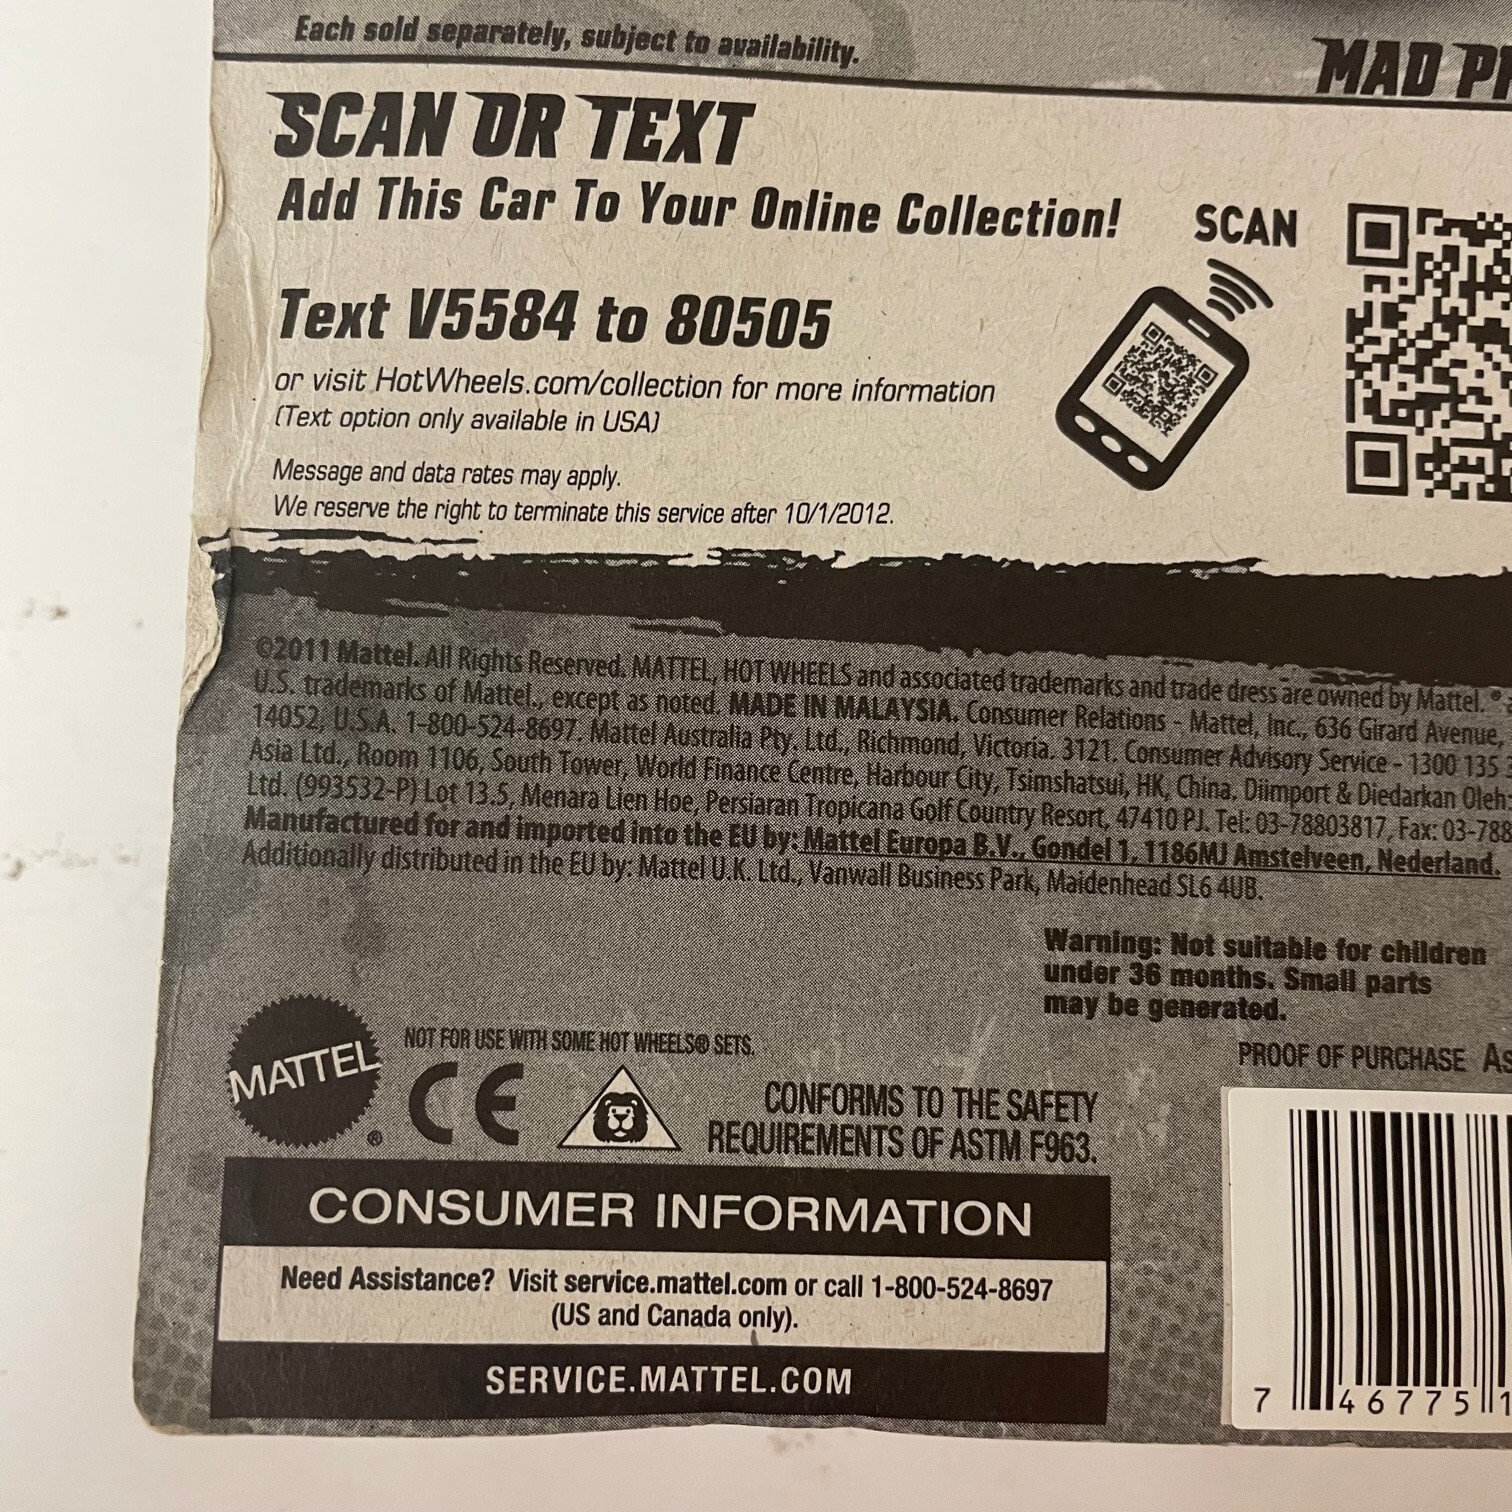 Each sold separately, subject to availability.
MAD
SCAN OR TEXT
Add This Car To Your Online Collection!
SCAN
Text V5584 to 80505
or visit HotWheels.com/collection for more information
(Text option only available in USA)
Message and data rates may apply.
We reserve the right to terminate this service after 10/1/2012.
©2011 Mattel. All Rights Reserved. MATTEL, HOT WHEELS and associated trademarks and trade dress are owned by Mattel. ®
U.S. trademarks of Mattel., except as noted. MADE IN MALAYSIA. Consumer Relations - Mattel, Inc., 636 Girard Avenue,
14052, U.S.A. 1-800-524-8697. Mattel Australia Pty. Ltd., Richmond, Victoria. 3121. Consumer Advisory Service - 1300 135
Asia Ltd., Room 1106, South Tower, World Finance Centre, Harbour City, Tsimshatsui, HK, China. Diimport & Diedarkan Oleh
Ltd. (993532-P) Lot 13.5, Menara Lien Hoe, Persiaran Tropicana Golf Country Resort, 47410 PJ. Tel: 03-78803817, Fax: 03-788
Manufactured for and imported into the EU by: Mattel Europa B.V., Gondel 1, 1186MJ Amstelveen, Nederland.
Additionally distributed in the EU by: Mattel U.K. Ltd., Vanwall Business Park, Maidenhead SL6 4UB.
Warning: Not suitable for children
under 36 months. Small parts
may be generated.
NOT FOR USE WITH SOME HOT WHEELS® SETS.
PROOF OF PURCHASE
MATTEL
®
CE
CONFORMS TO THE SAFETY
REQUIREMENTS OF ASTM F963.
CONSUMER INFORMATION
Need Assistance? Visit service.mattel.com or call 1-800-524-8697
(US and Canada only).
SERVICE.MATTEL.COM
7 46775 1